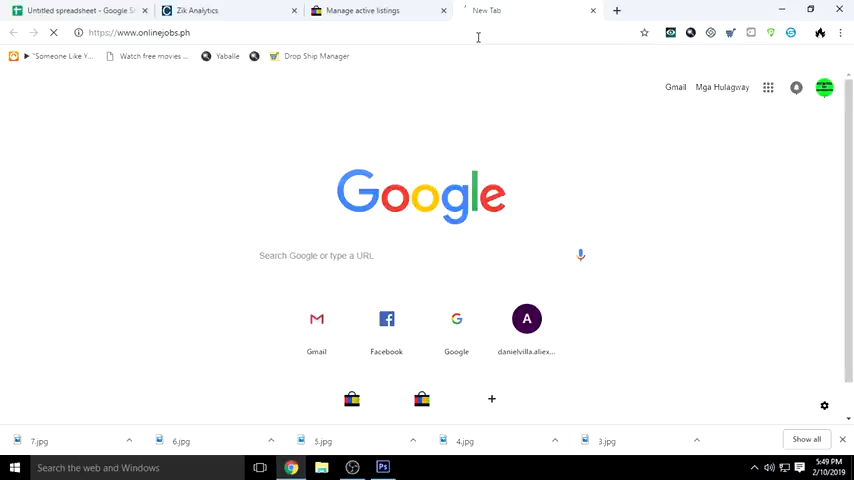 Untitled spreadsheet - Google S
Zik Analytics
Manage active listings
New Tab
https://www.onlinejobs.ph
"Someone Like Y...
Watch free movies ...
Yaballe
Drop Ship Manager
Gmail
Mga Hulagway
Google
Search Google or type a URL
A
Gmail
Facebook
Google
danielvilla.aliex...
7.jpg
6.jpg
5.jpg
4.jpg
3.jpg
Show all
Search the web and Windows
Ps
5:49 PM
2/10/2019